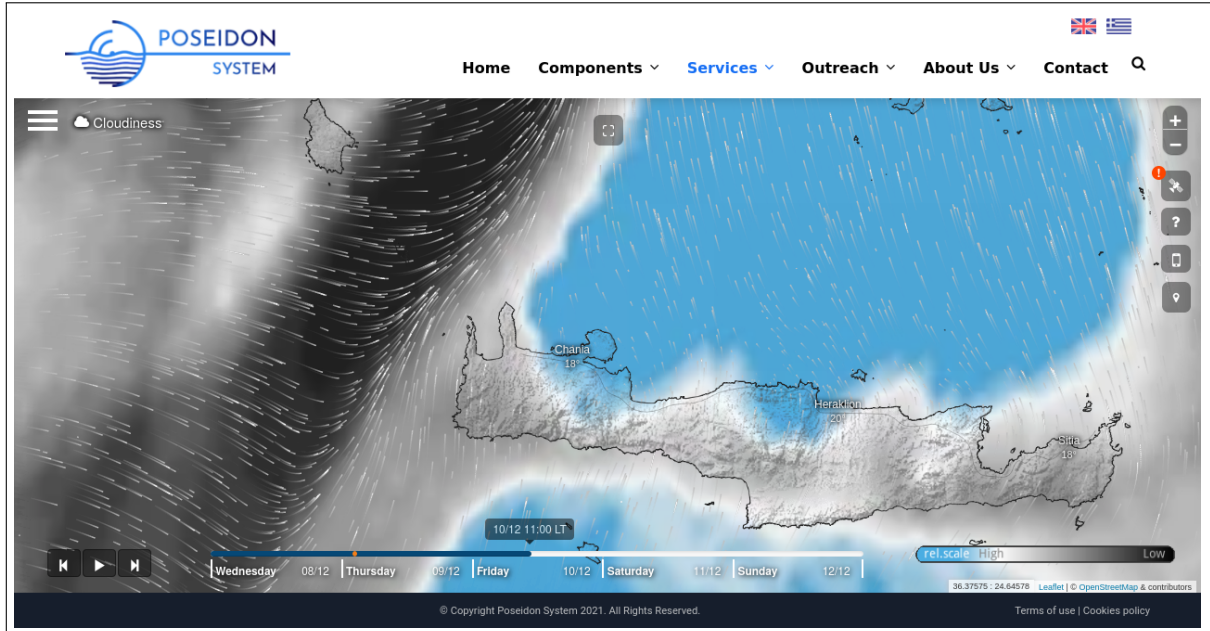 POSEIDON
SYSTEM
Home Components Services Outreach About Us Contact
Cloudiness
!
?
Chania
18°
Heraklion
20°
Sitia
18°
10/12 11:00 LT
Wednesday 08/12 Thursday 09/12 Friday 10/12 Saturday 11/12 Sunday 12/12
rel.scale High Low
36.37575 : 24.64578 Leaflet | © OpenStreetMap & contributors
© Copyright Poseidon System 2021. All Rights Reserved.
Terms of use | Cookies policy